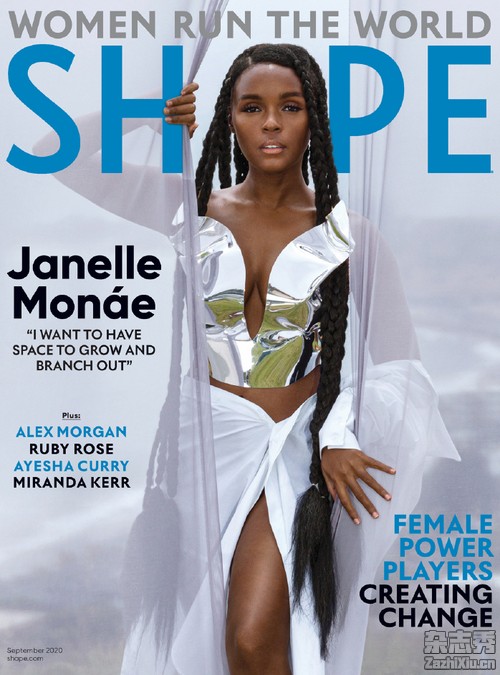 WOMEN RUN THE WORLD
SHAPE
Janelle
Monáe
“I WANT TO HAVE
SPACE TO GROW AND
BRANCH OUT”
Plus:
ALEX MORGAN
RUBY ROSE
AYESHA CURRY
MIRANDA KERR
FEMALE
POWER
PLAYERS
CREATING
CHANGE
September 2020
shape.com
杂志秀
ZaZhiXiu.cn